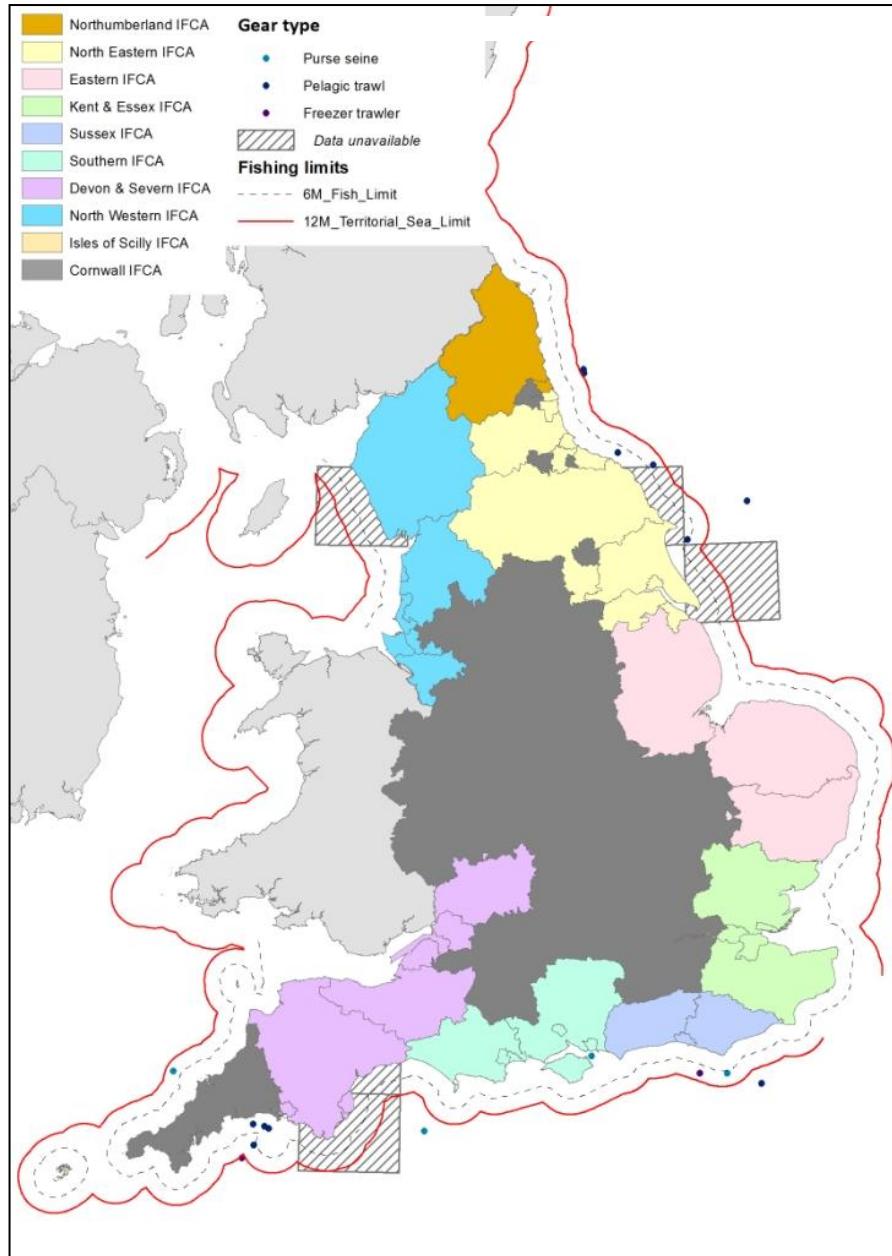 Northumberland IFCA
North Eastern IFCA
Eastern IFCA
Kent & Essex IFCA
Sussex IFCA
Southern IFCA
Devon & Severn IFCA
North Western IFCA
Isles of Scilly IFCA
Cornwall IFCA
Gear type
Purse seine
Pelagic trawl
Freezer trawler
Data unavailable
Fishing limits
6M_Fish_Limit
12M_Territorial_Sea_Limit